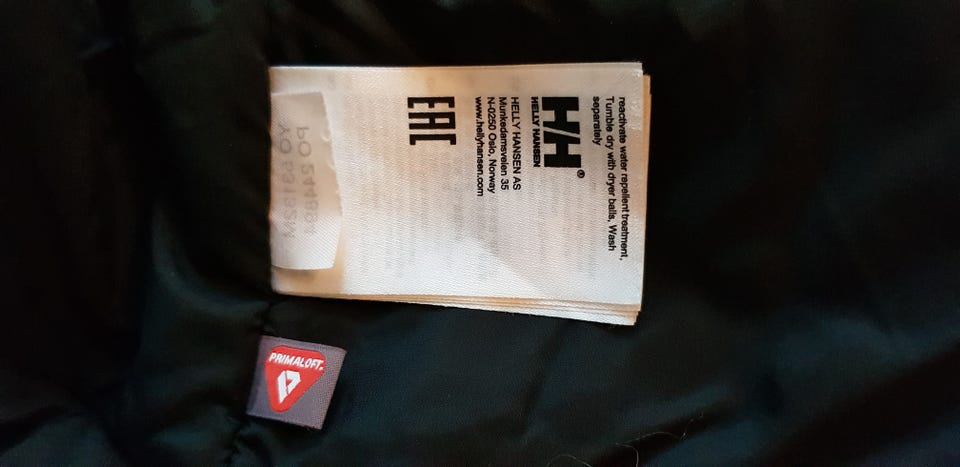 reactivate water repellent treatment,
Tumble dry with dryer balls, Wash
separately
H/H®
HELLY HANSEN
HELLY HANSEN AS
Munkedamsveien 35
N-0250 Oslo, Norway
www.hellyhansen.com
EAC
PRIMALOFT®